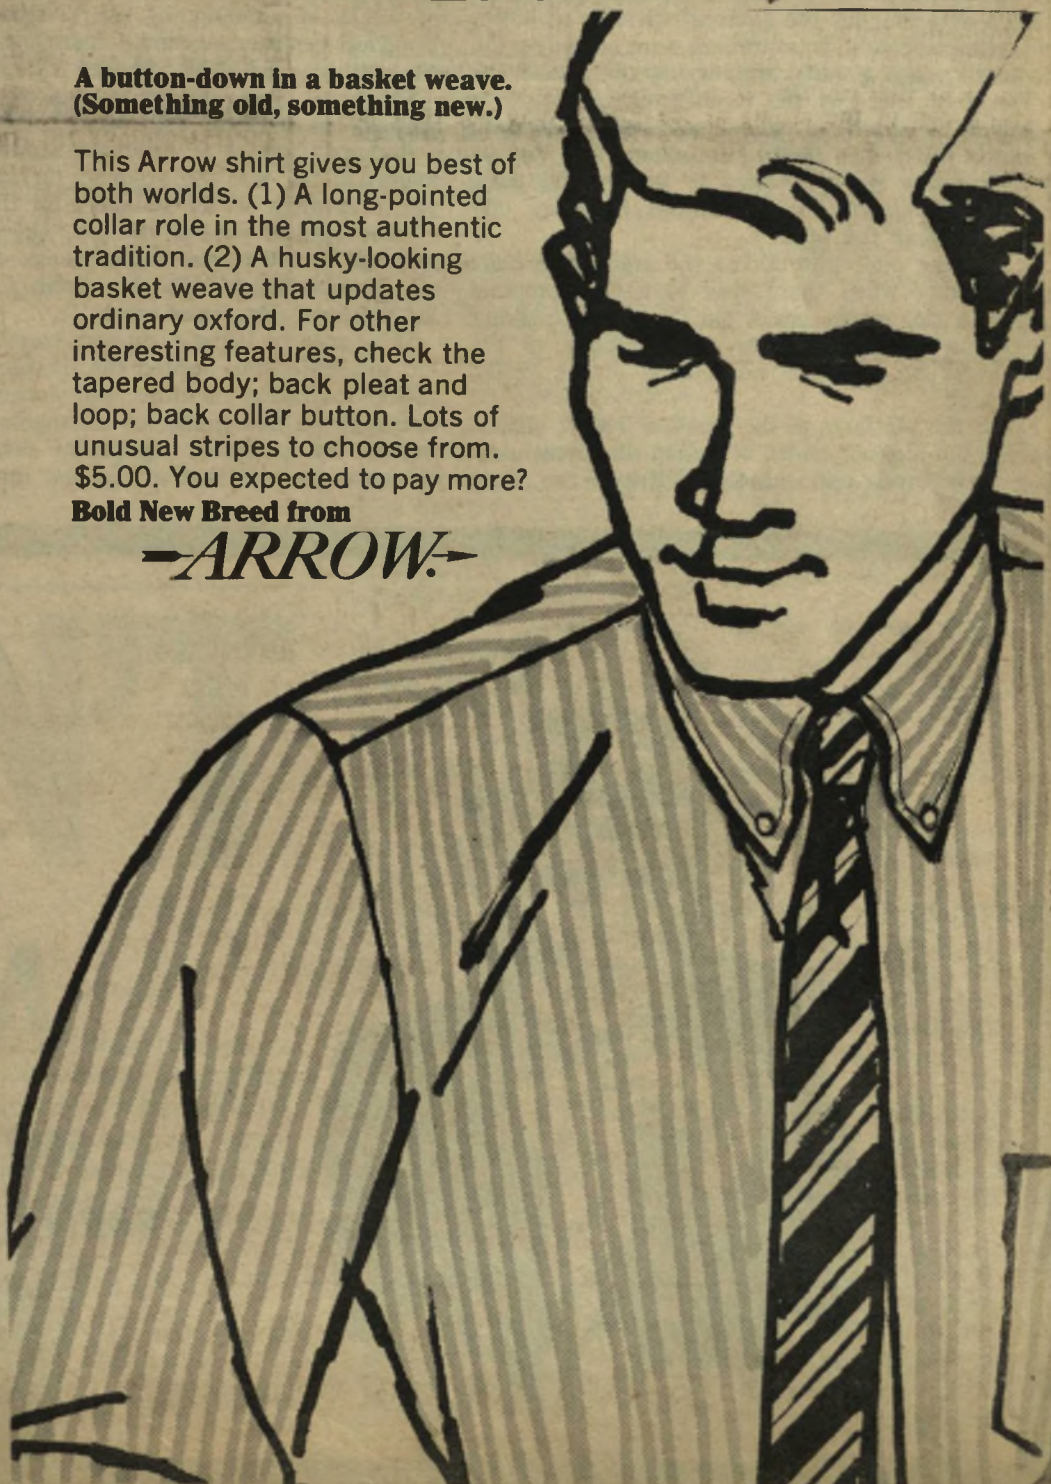 A button-down in a basket weave.
(Something old, something new.)
This Arrow shirt gives you best of
both worlds. (1) A long-pointed
collar role in the most authentic
tradition. (2) A husky-looking
basket weave that updates
ordinary oxford. For other
interesting features, check the
tapered body; back pleat and
loop; back collar button. Lots of
unusual stripes to choose from.
$5.00. You expected to pay more?
Bold New Breed from
ARROW.